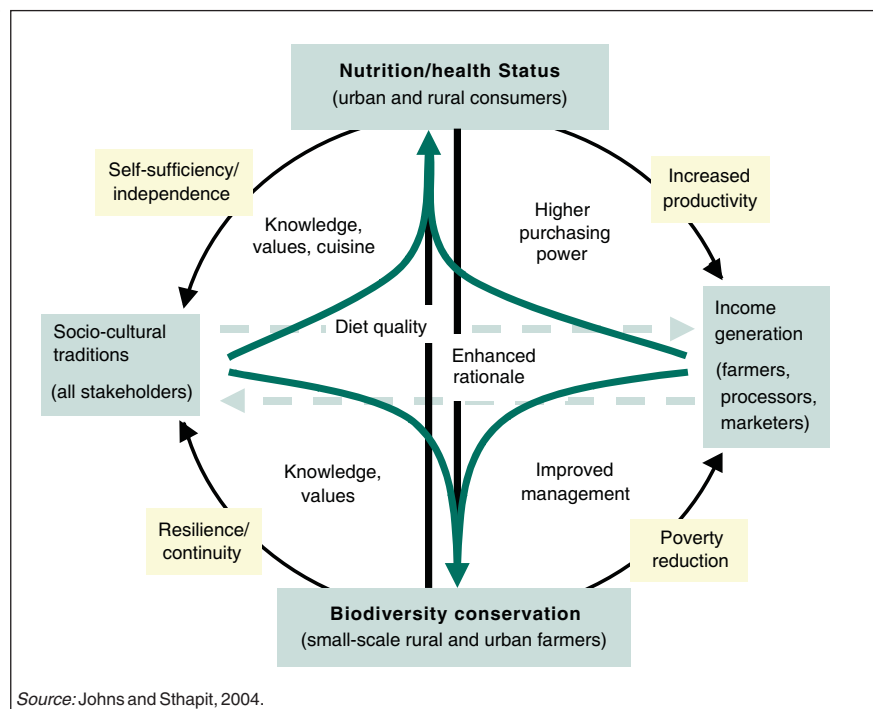 Nutrition/health Status
(urban and rural consumers)
Self-sufficiency/
independence
Increased
productivity
Knowledge,
values, cuisine
Higher
purchasing
power
Socio-cultural
traditions
(all stakeholders)
Diet quality
Enhanced
rationale
Income
generation
(farmers,
processors,
marketers)
Knowledge,
values
Improved
management
Resilience/
continuity
Poverty
reduction
Biodiversity conservation
(small-scale rural and urban farmers)
Source: Johns and Sthapit, 2004.